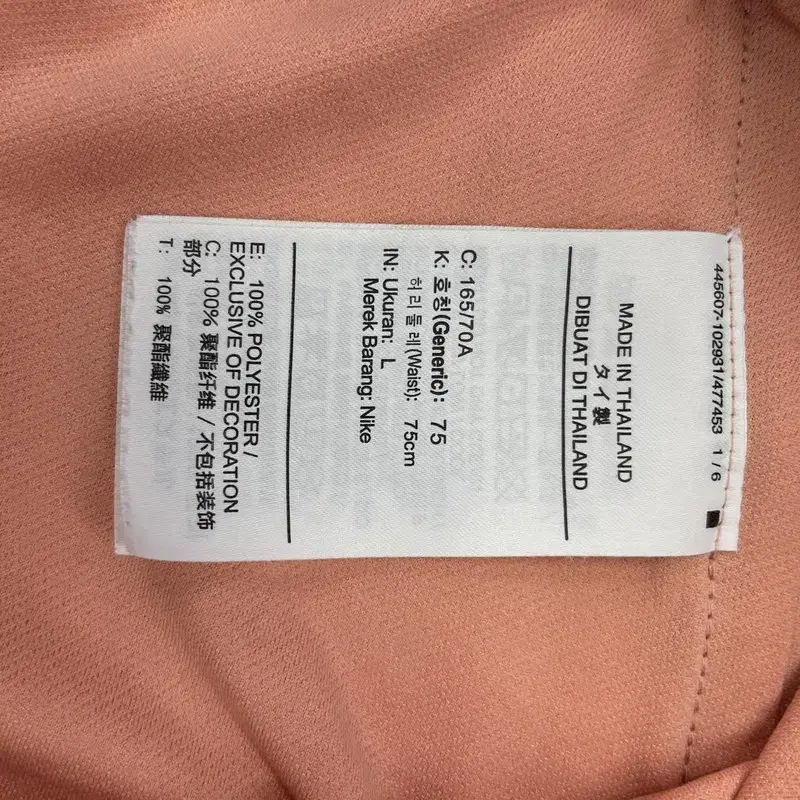 445607-102931/477453 1/6
MADE IN THAILAND
タイ製
DIBUAT DI THAILAND
C: 165/70A
K: 호칭(Generic): 75
허리둘레(Waist): 75cm
IN: Ukuran: L
Merek Barang: Nike
E: 100% POLYESTER /
EXCLUSIVE OF DECORATION
C: 100% 聚酯纤维 / 不包括装饰
部分
T: 100% 聚酯纖維